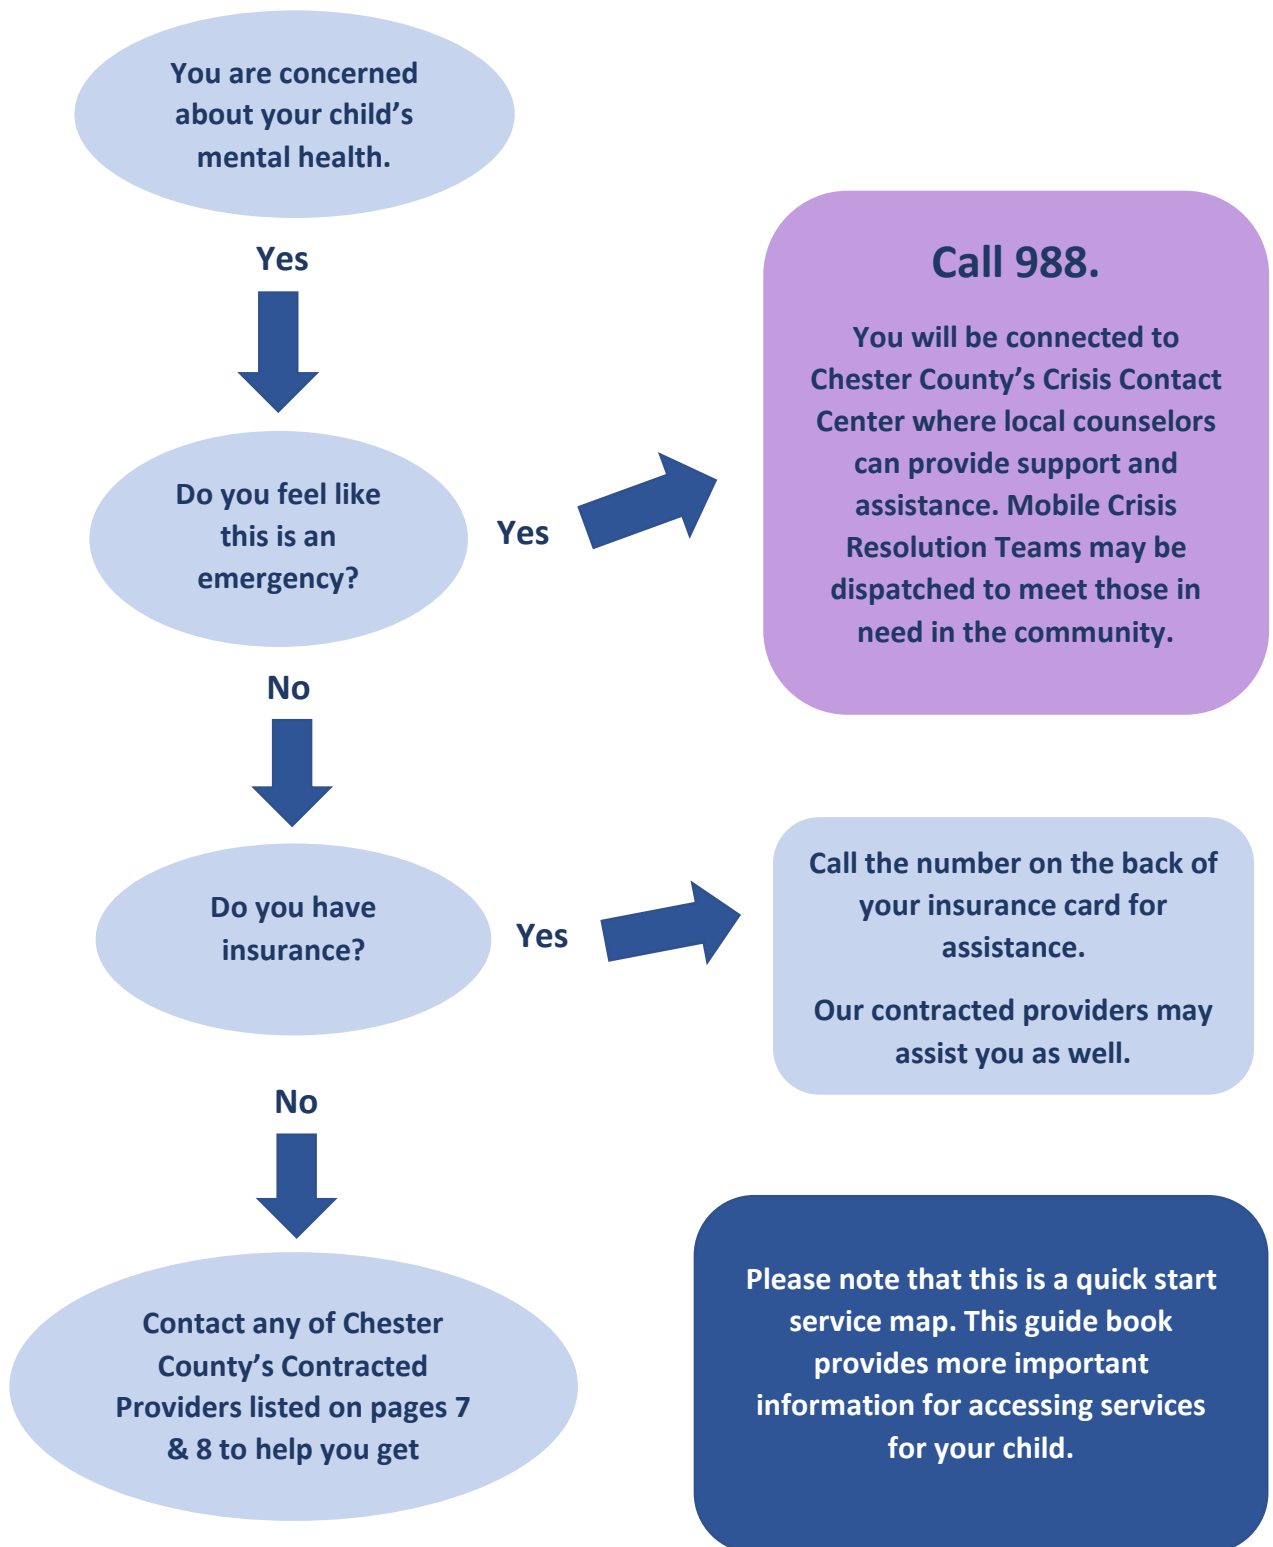 You are concerned
about your child’s
mental health.
Yes
Call 988.
You will be connected to
Chester County’s Crisis Contact
Center where local counselors
can provide support and
assistance. Mobile Crisis
Resolution Teams may be
dispatched to meet those in
need in the community.
Do you feel like
this is an
emergency?
Yes
No
Do you have
insurance?
Yes
Call the number on the back of
your insurance card for
assistance.
Our contracted providers may
assist you as well.
No
Contact any of Chester
County’s Contracted
Providers listed on pages 7
& 8 to help you get
Please note that this is a quick start
service map. This guide book
provides more important
information for accessing services
for your child.